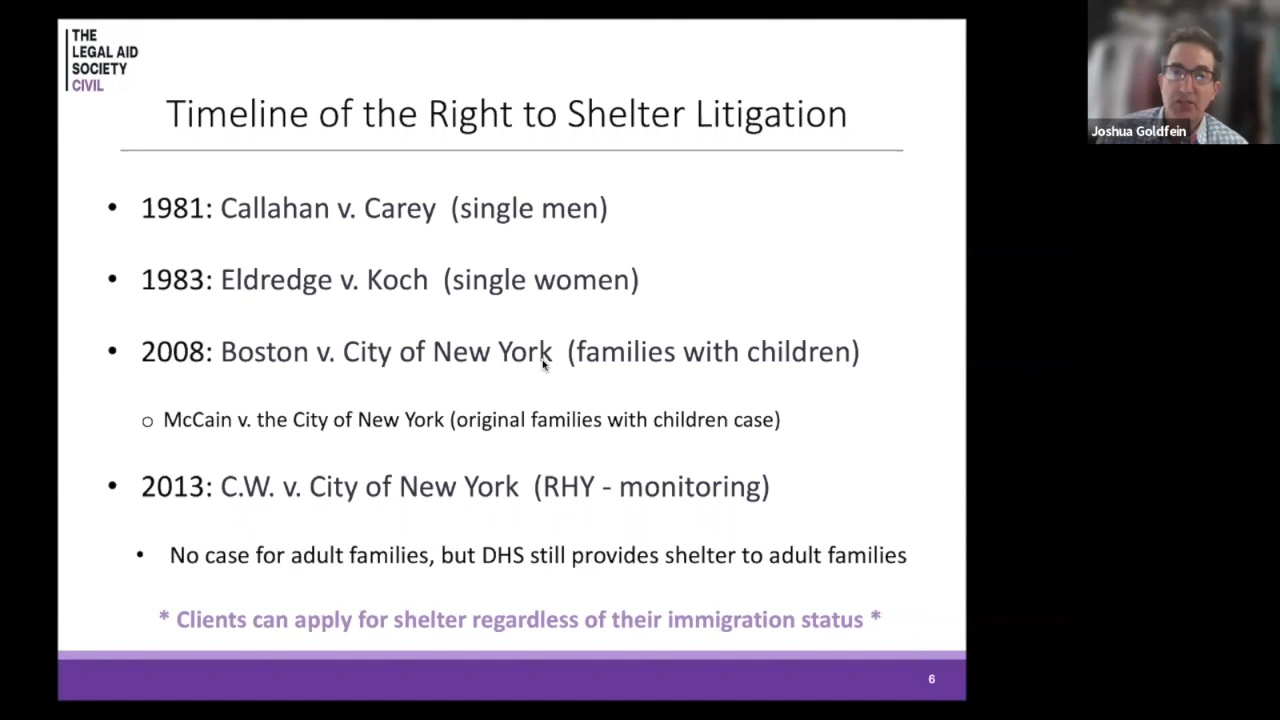 THE
LEGAL AID
SOCIETY
CIVIL
Timeline of the Right to Shelter Litigation
• 1981: Callahan v. Carey (single men)
• 1983: Eldredge v. Koch (single women)
• 2008: Boston v. City of New York (families with children)
o McCain v. the City of New York (original families with children case)
• 2013: C.W. v. City of New York (RHY - monitoring)
• No case for adult families, but DHS still provides shelter to adult families
* Clients can apply for shelter regardless of their immigration status *
6
Joshua Goldfein